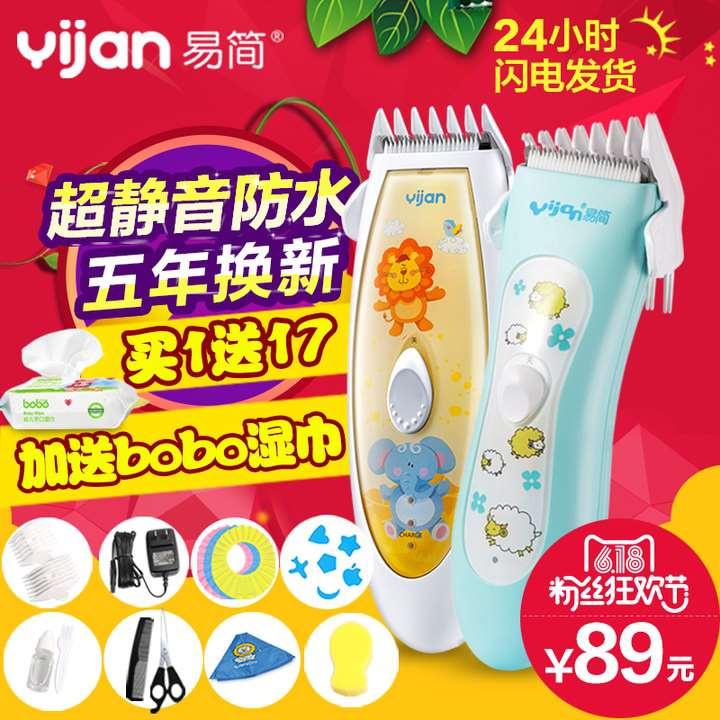 yijan 易简®
24小时
闪电发货
超静音防水
五年换新
买1送17
bobo
加送bobo湿巾
yijan
CHARGE
yijan®易简
6.18
粉丝狂欢节
¥89元